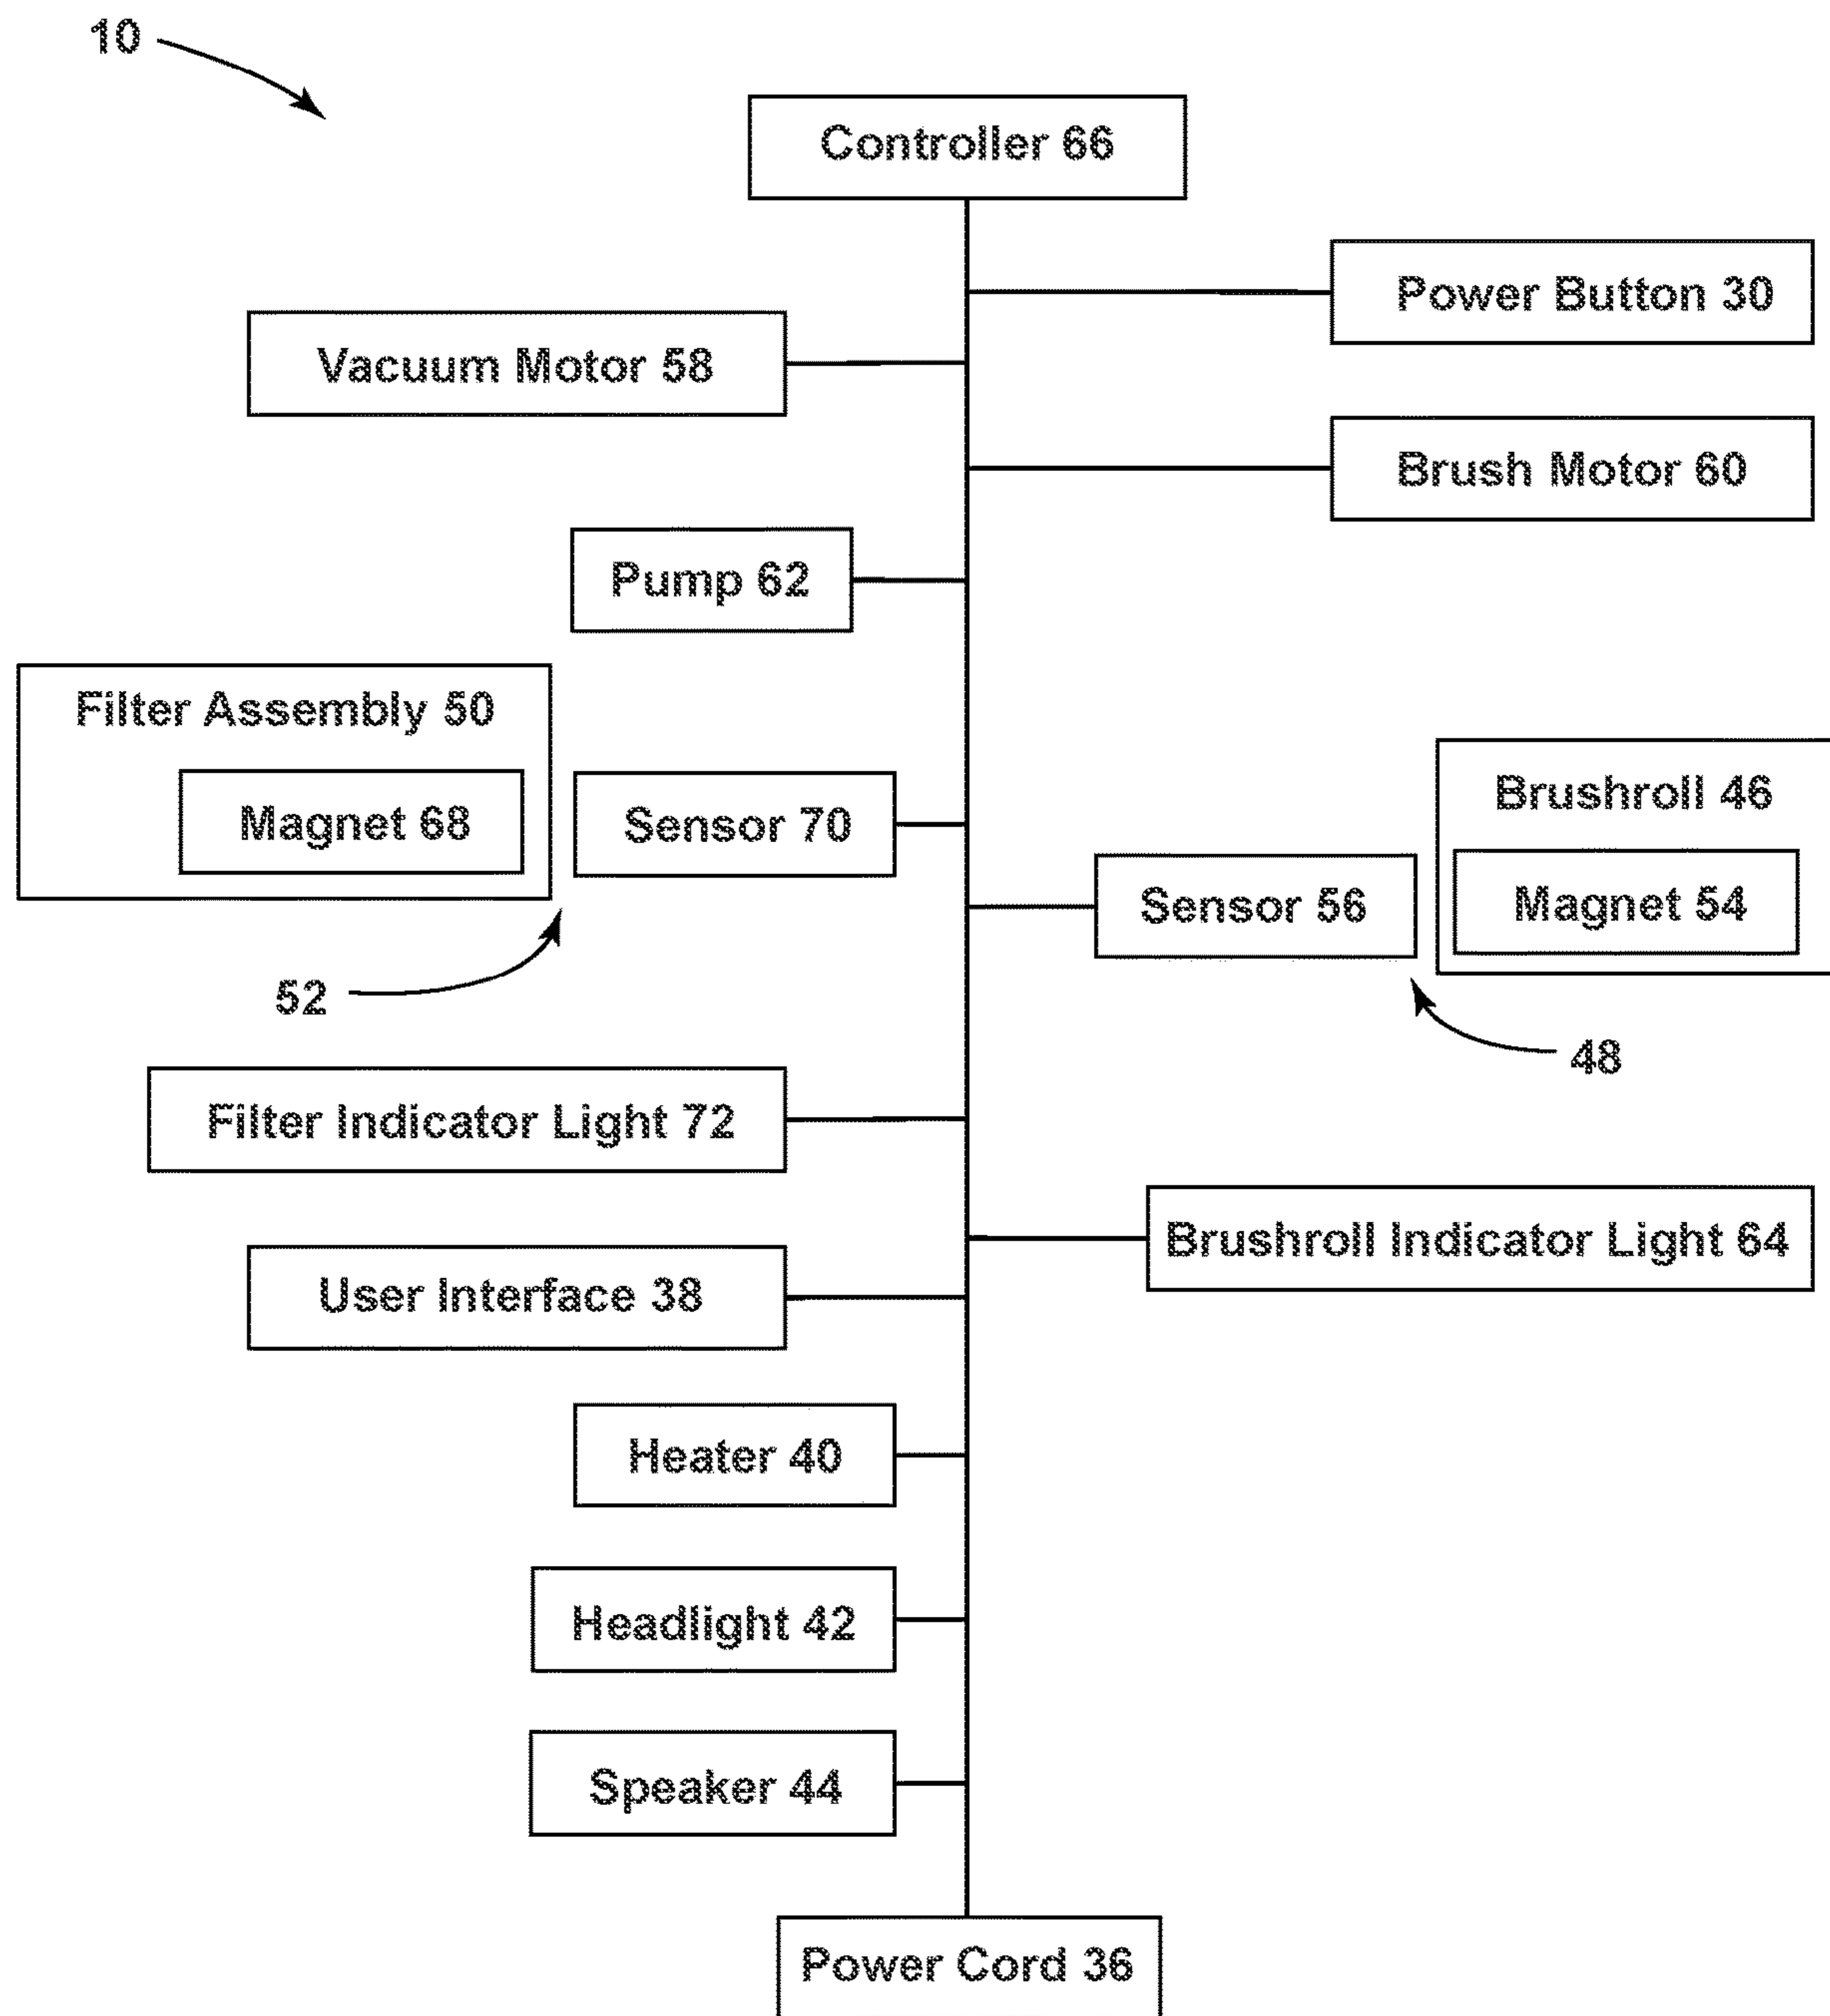 10
Controller 66
Power Button 30
Vacuum Motor 58
Brush Motor 60
Pump 62
Filter Assembly 50
Magnet 68
Sensor 70
Brushroll 46
Sensor 56
Magnet 54
52
48
Filter Indicator Light 72
Brushroll Indicator Light 64
User Interface 38
Heater 40
Headlight 42
Speaker 44
Power Cord 36